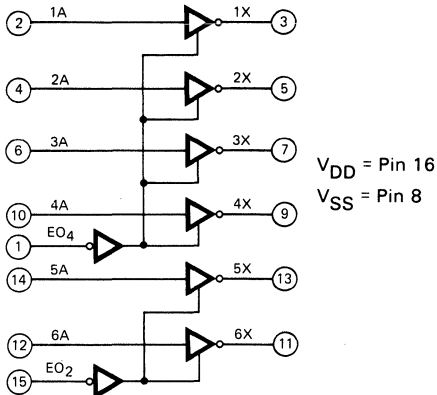 2 1A 1X 3
4 2A 2X 5
6 3A 3X 7
V_DD = Pin 16
V_SS = Pin 8
10 4A 4X 9
1 EO_4
14 5A 5X 13
12 6A 6X 11
15 EO_2